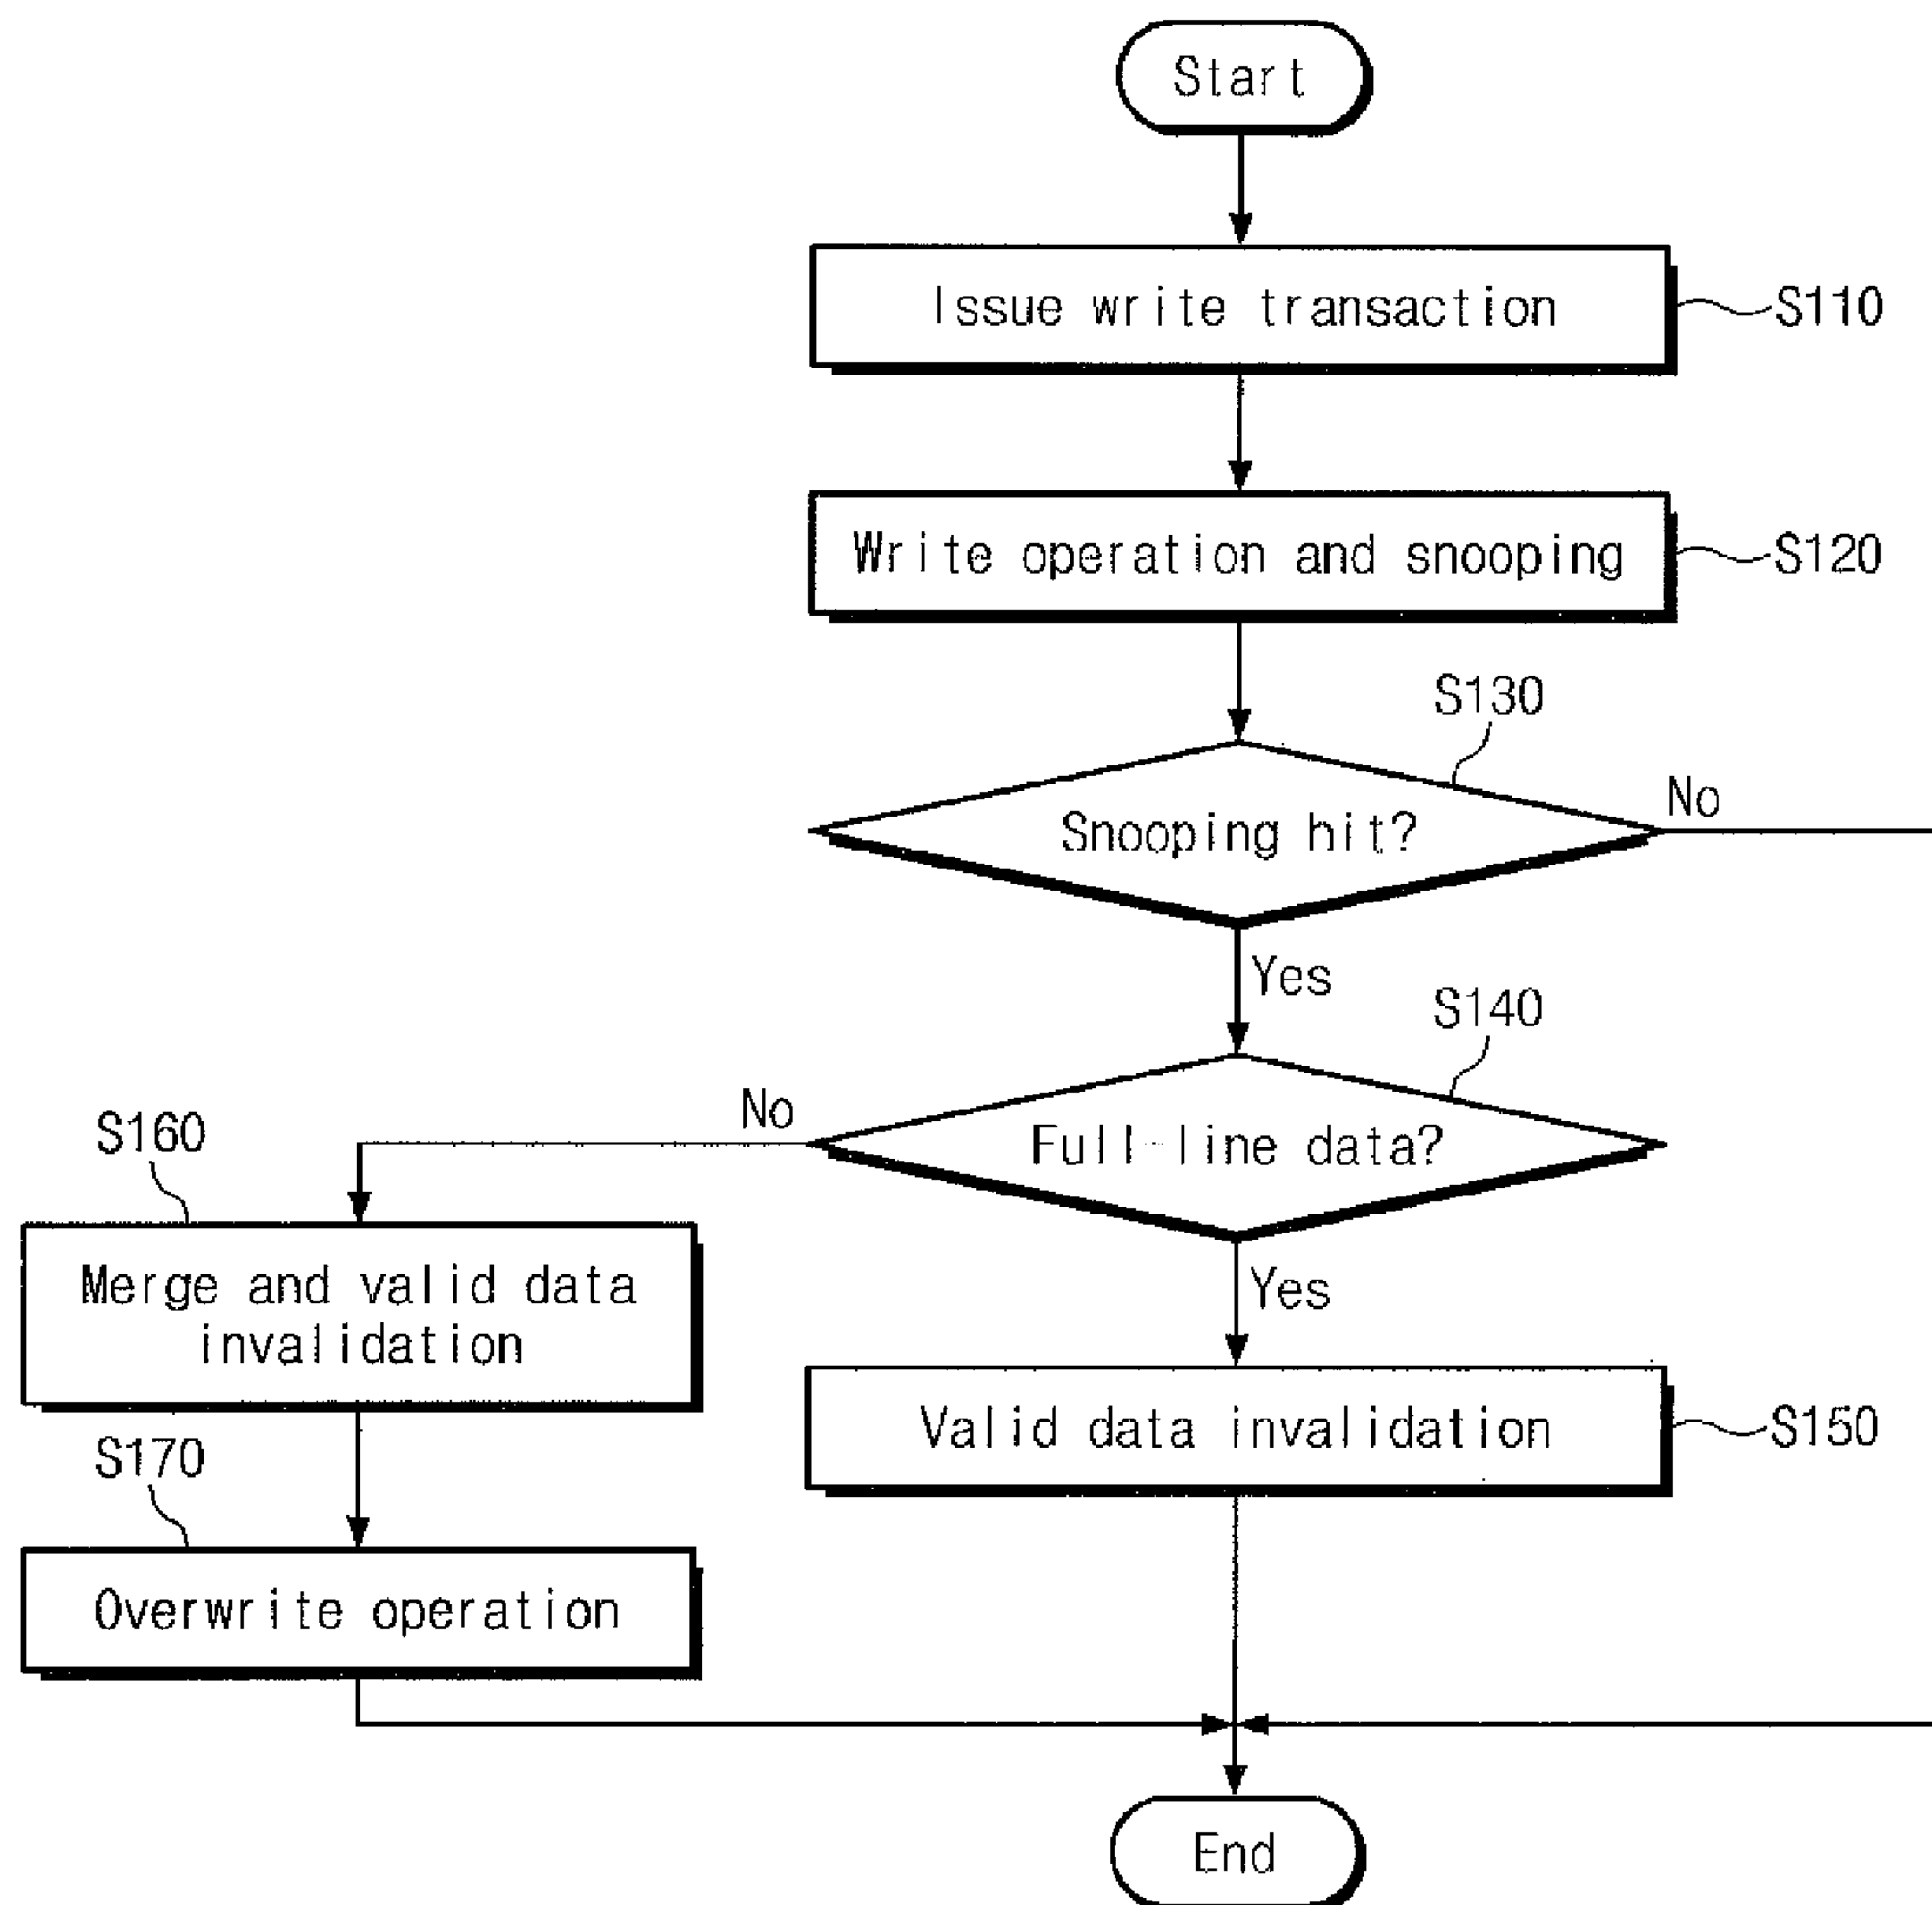 Start
Issue write transaction
S110
Write operation and snooping
S120
S130
Snooping hit?
No
Yes
S140
Full-line data?
No
Yes
S160
Merge and valid data
invalidation
Valid data invalidation
S150
S170
Overwrite operation
End